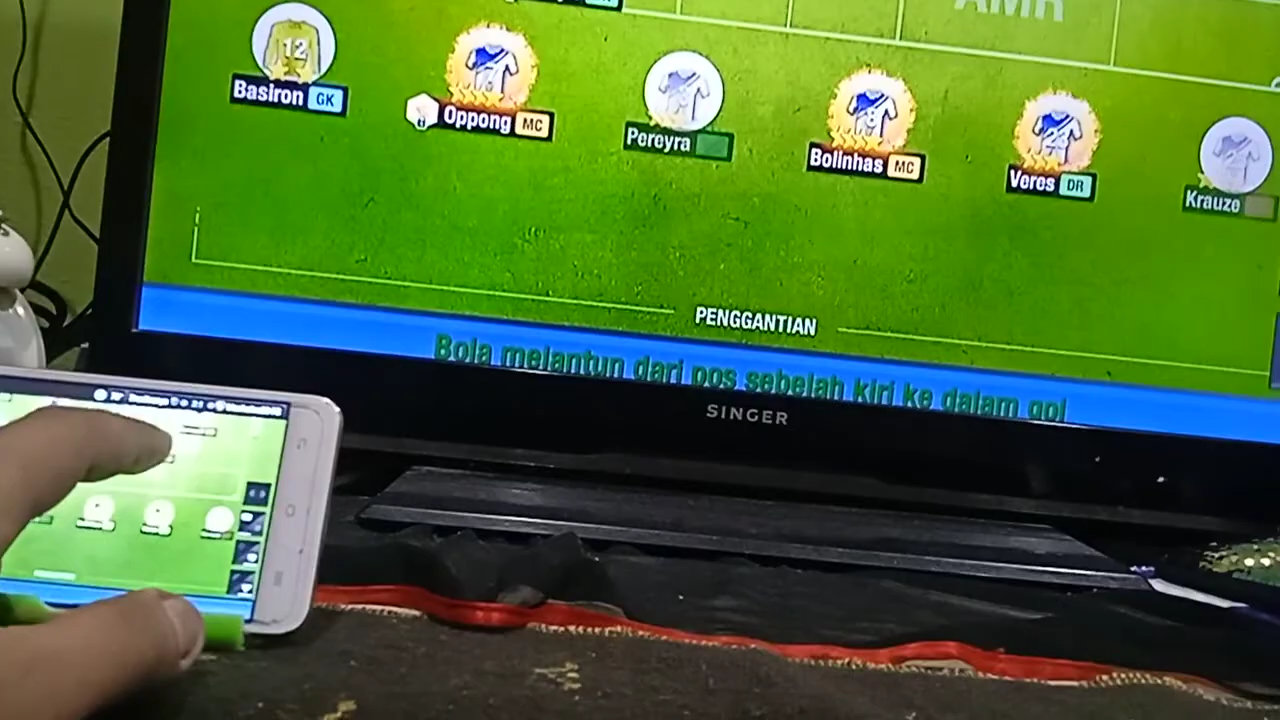 AMR
12
Basiron GK
Oppong MC
Pereyra
Bolinhas MC
Veres DR
Krauze
PENGGANTIAN
Bola melantun dari pos sebelah kiri ke dalam gol
SINGER